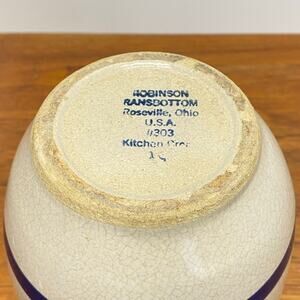 ROBINSON
RANSBOTTOM
Roseville, Ohio
U.S.A.
#303
Kitchen